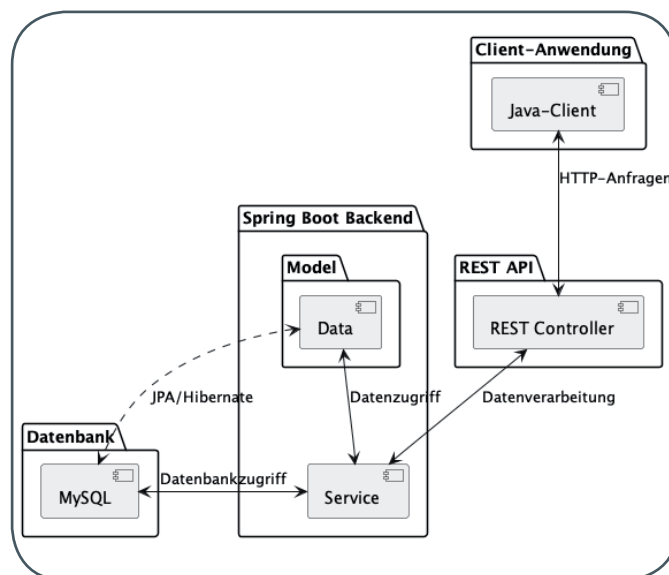 Client-Anwendung
Java-Client
HTTP-Anfragen
Spring Boot Backend
Model
REST API
Data
REST Controller
JPA/Hibernate
Datenzugriff
Datenverarbeitung
Datenbank
Datenbankzugriff
MySQL
Service